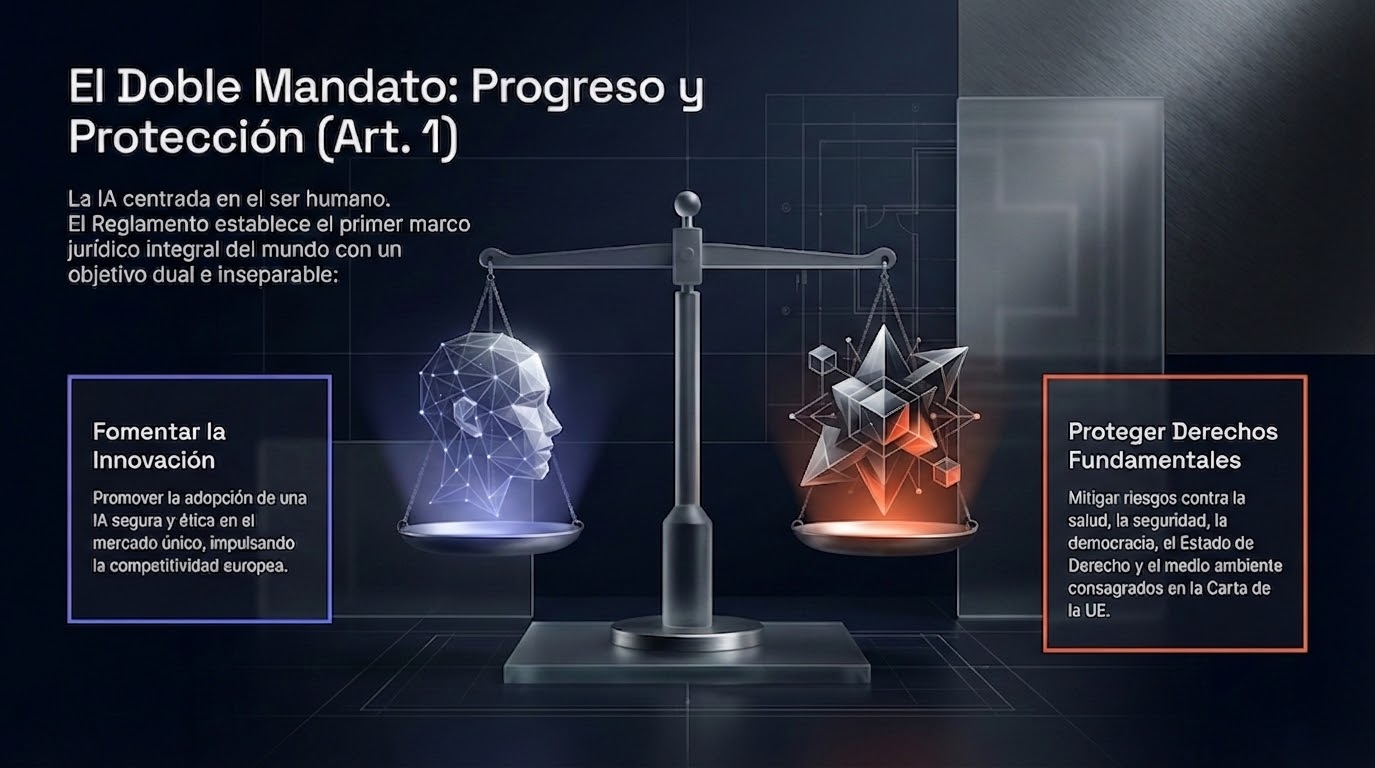 El Doble Mandato: Progreso y
Protección (Art. 1)
La IA centrada en el ser humano.
El Reglamento establece el primer marco
jurídico integral del mundo con un
objetivo dual e inseparable:
Fomentar la
Innovación
Promover la adopción de una
IA segura y ética en el
mercado único, impulsando
la competitividad europea.
Proteger Derechos
Fundamentales
Mitigar riesgos contra la
salud, la seguridad, la
democracia, el Estado de
Derecho y el medio ambiente
consagrados en la Carta de
la UE.